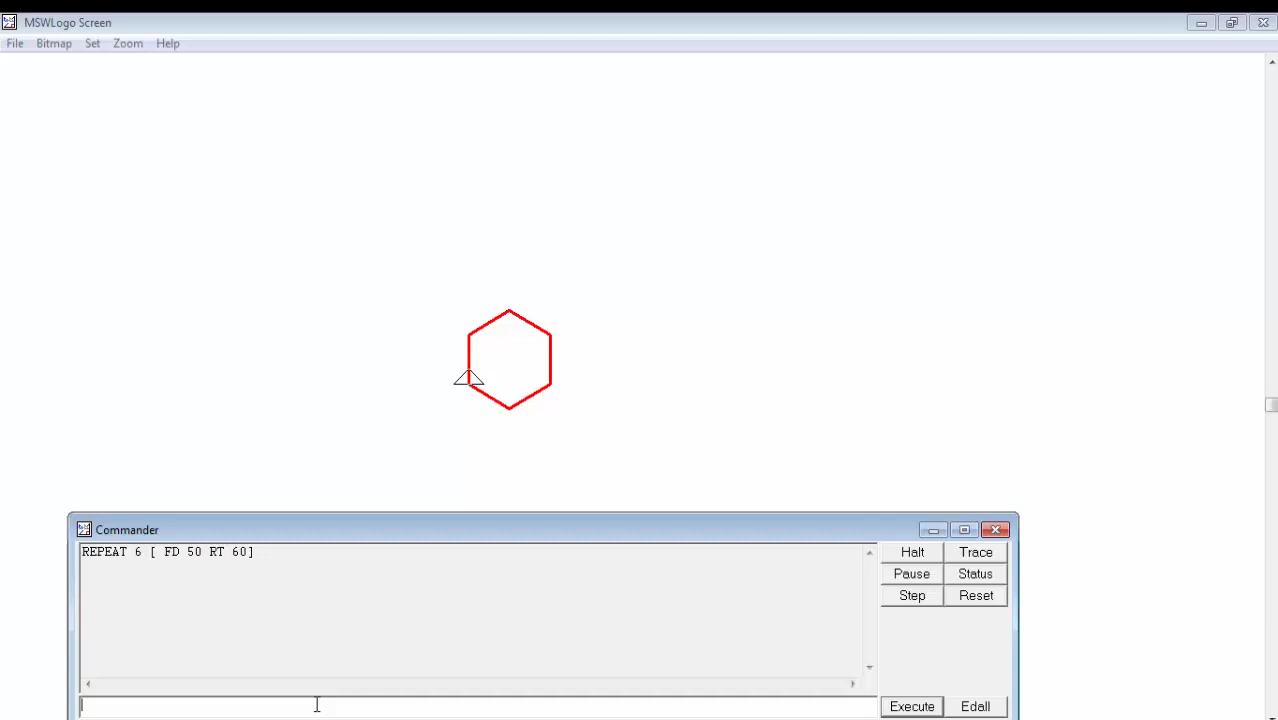 MSWLogo Screen
File Bitmap Set Zoom Help
Commander
REPEAT 6 [ FD 50 RT 60]
Halt Trace
Pause Status
Step Reset
Execute Edall